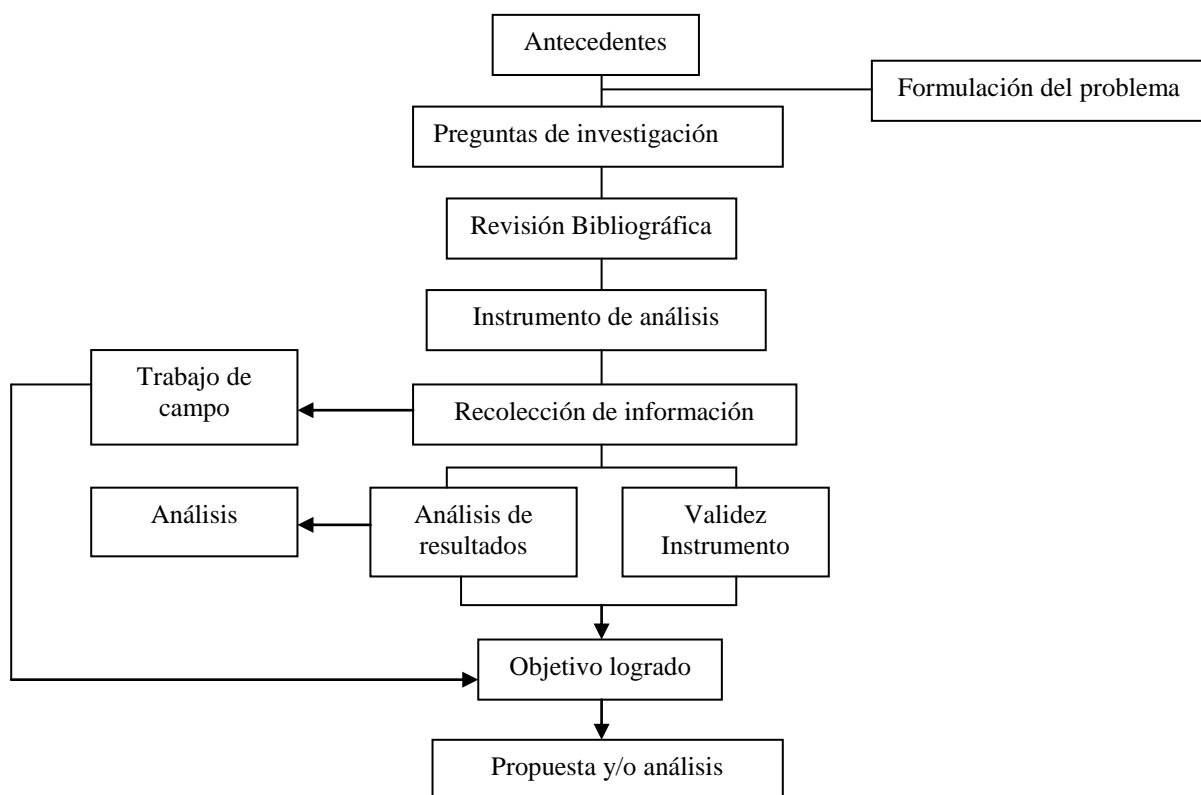 Antecedentes
Formulación del problema
Preguntas de investigación
Revisión Bibliográfica
Instrumento de análisis
Trabajo de
campo
Recolección de información
Análisis
Análisis de
resultados
Validez
Instrumento
Objetivo logrado
Propuesta y/o análisis